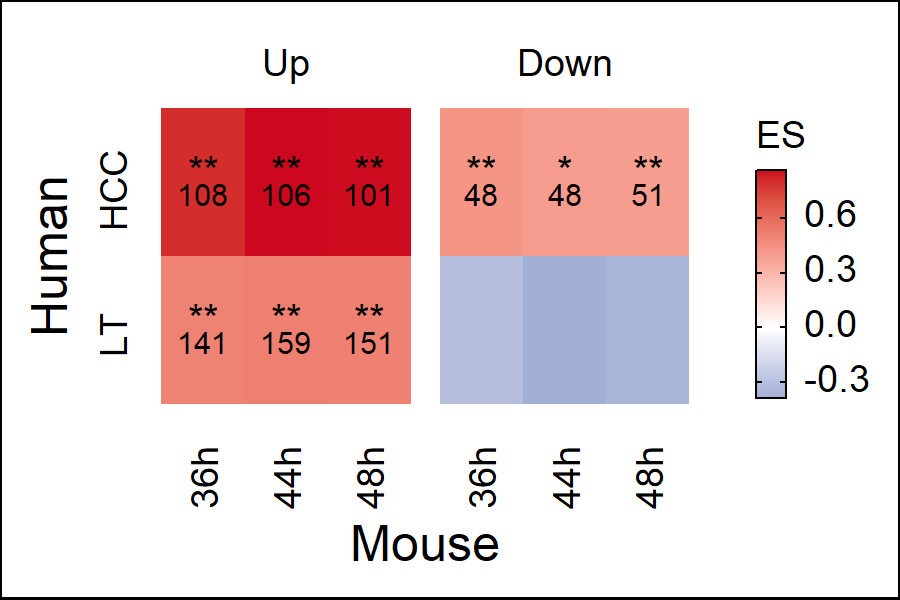 Up Down
ES
Human
HCC
** ** ** ** * **
108 106 101 48 48 51
0.6
0.3
0.0
-0.3
LT
** ** **
141 159 151
36h 44h 48h 36h 44h 48h
Mouse